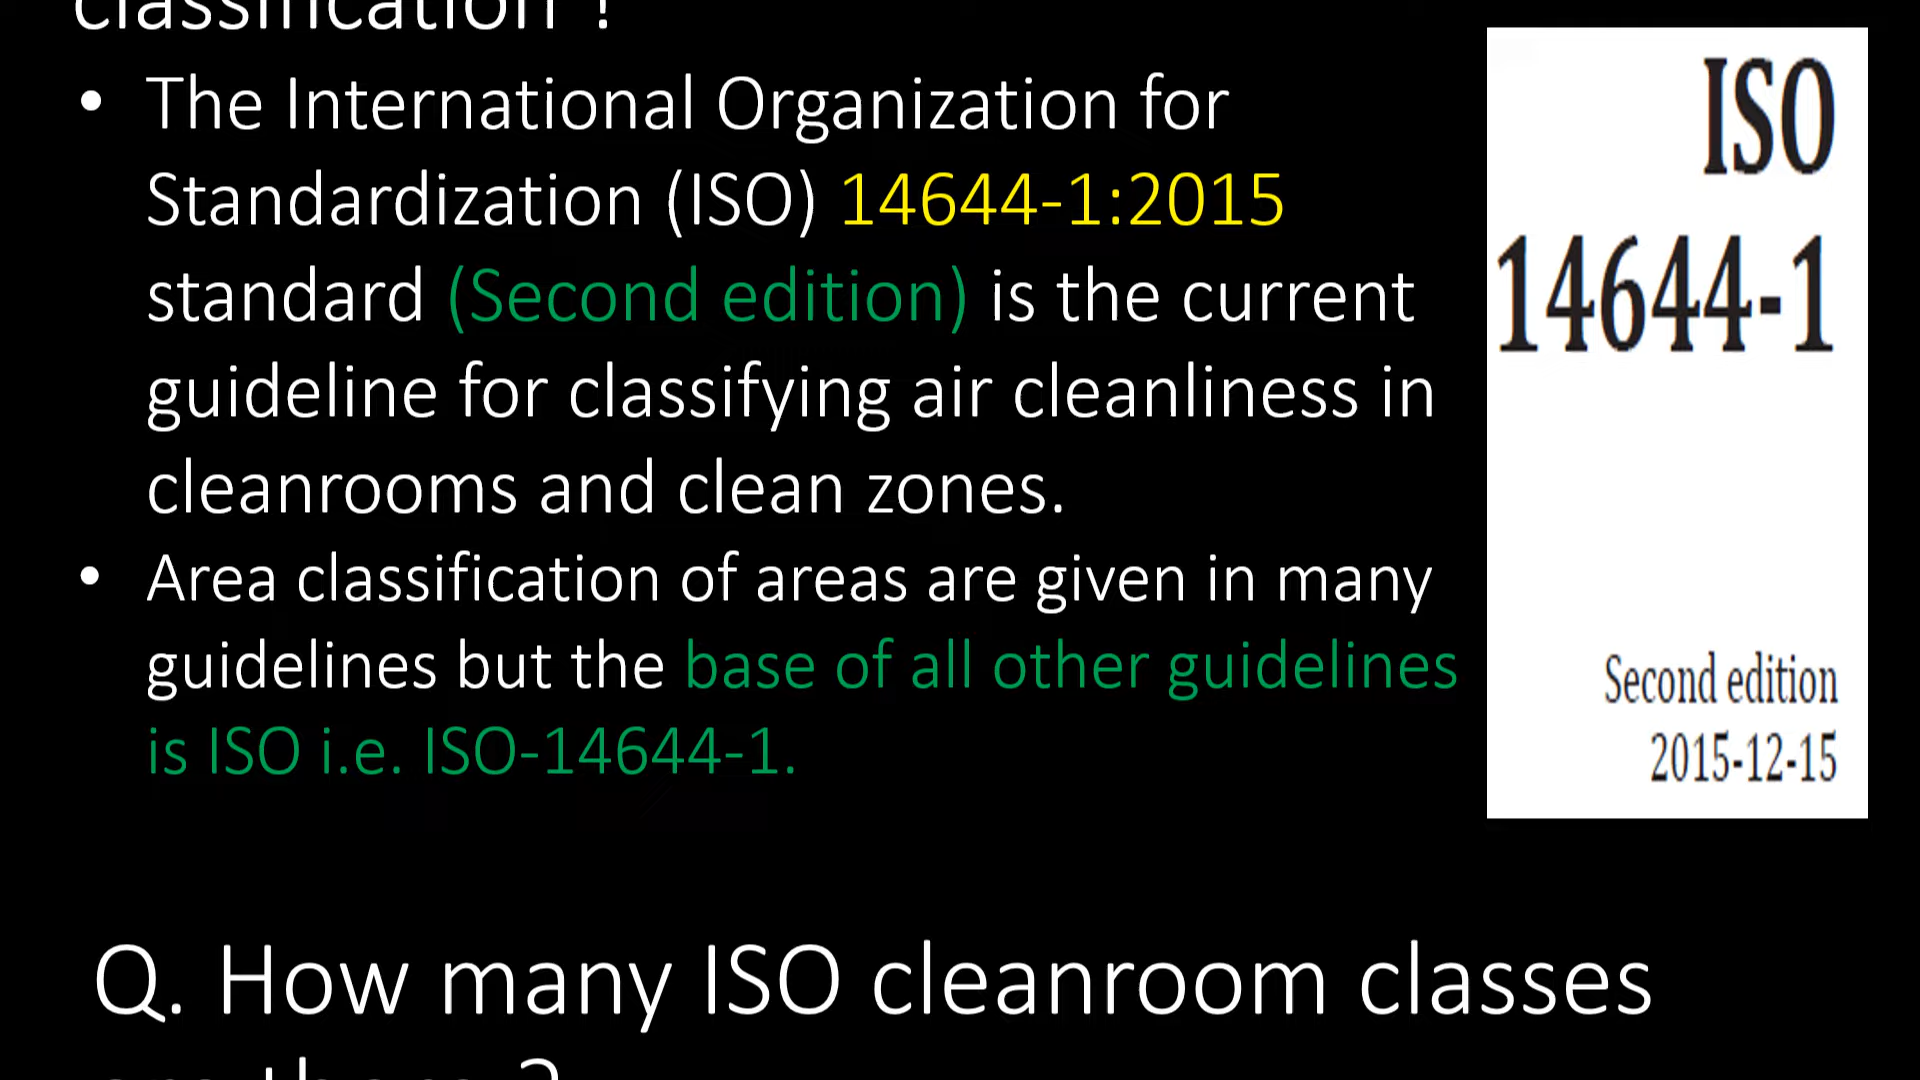 classification ?
• The International Organization for
Standardization (ISO) 14644-1:2015
standard (Second edition) is the current
guideline for classifying air cleanliness in
cleanrooms and clean zones.
• Area classification of areas are given in many
guidelines but the base of all other guidelines
is ISO i.e. ISO-14644-1.
ISO
14644-1
Second edition
2015-12-15
Q. How many ISO cleanroom classes
are there ?